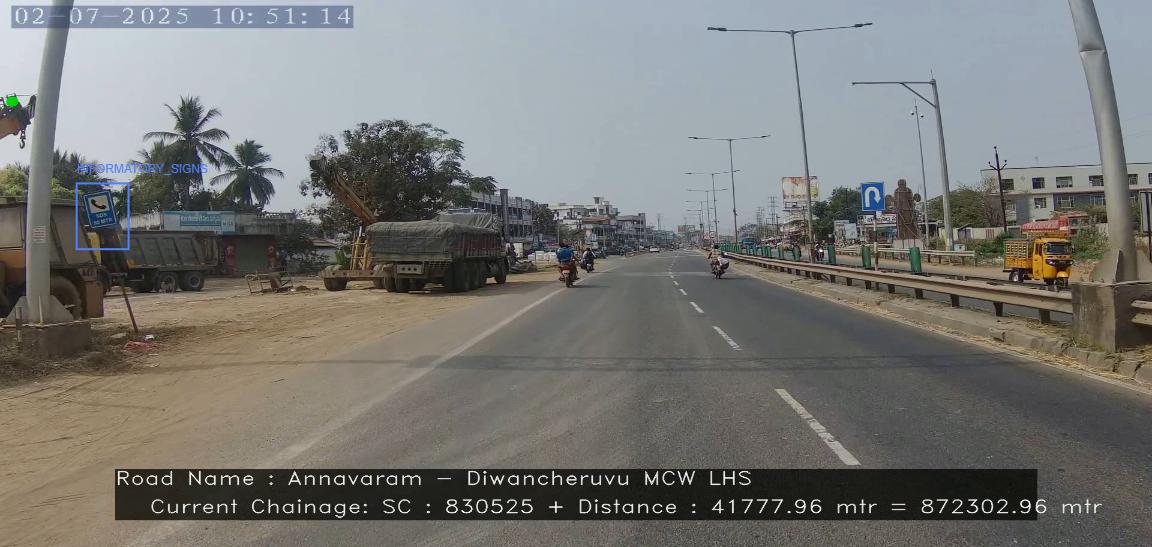 02-07-2025 10:51:14
INFORMATORY_SIGNS
SOS
Road Name : Annavaram - Diwancheruvu MCW LHS
Current Chainage: SC : 830525 + Distance : 41777.96 mtr = 872302.96 mtr